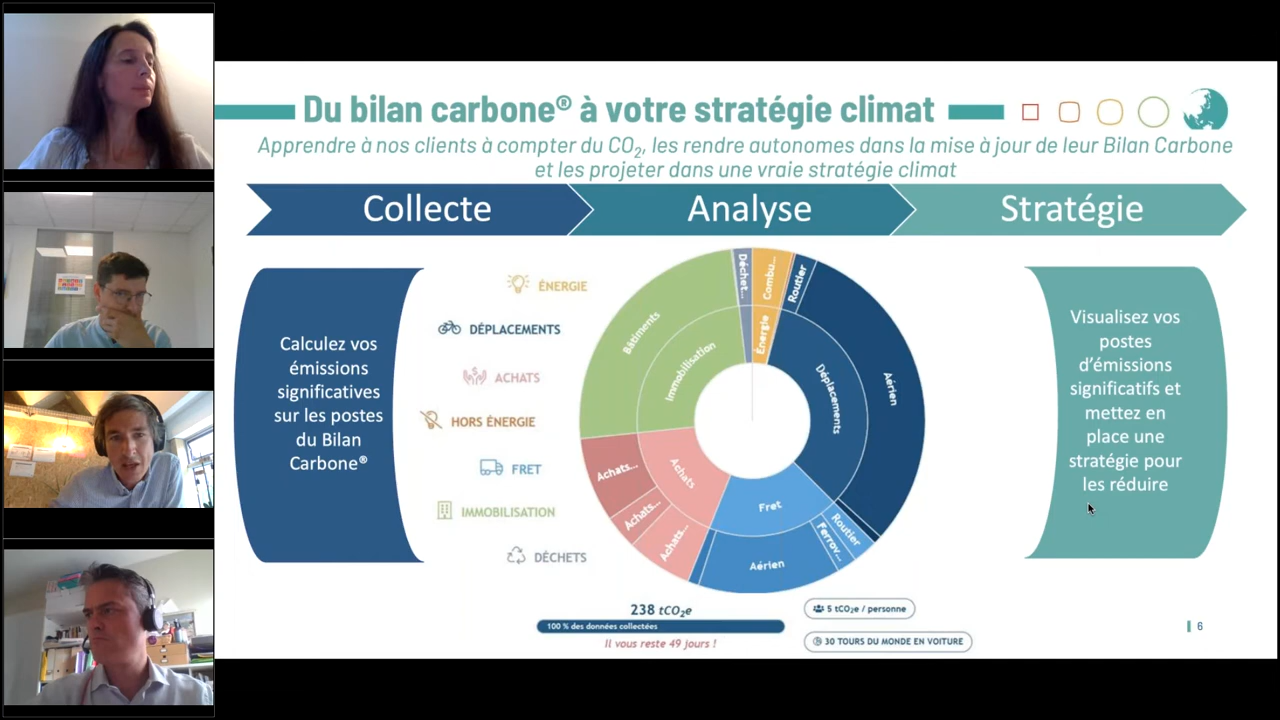 Du bilan carbone® à votre stratégie climat
Apprendre à nos clients à compter du CO2, les rendre autonomes dans la mise à jour de leur Bilan Carbone
et les projeter dans une vraie stratégie climat
Collecte
Analyse
Stratégie
Calculez vos
émissions
significatives
sur les postes
du Bilan
Carbone®
ÉNERGIE
DÉPLACEMENTS
ACHATS
HORS ÉNERGIE
FRET
IMMOBILISATION
DÉCHETS
Déchet...
Combu...
Routier
Bâtiments
Immobilisation
Énergie
Déplacements
Aérien
Achats...
Achats
Achats...
Achats...
Fret
Routier
Ferrov...
Aérien
238 tCO2e
100 % des données collectées
Il vous reste 49 jours !
5 tCO2e / personne
30 TOURS DU MONDE EN VOITURE
Visualisez vos
postes
d'émissions
significatifs et
mettez en
place une
stratégie pour
les réduire
6